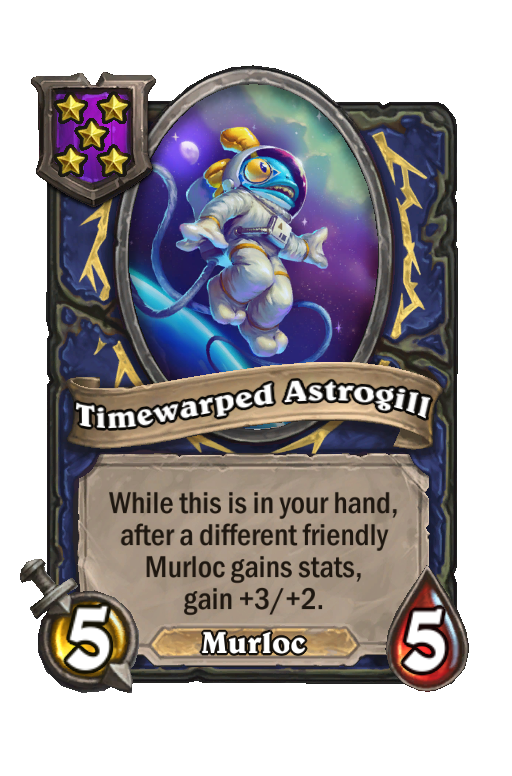 Timewarped Astrogill
While this is in your hand,
after a different friendly
Murloc gains stats,
gain +3/+2.
5
Murloc
5